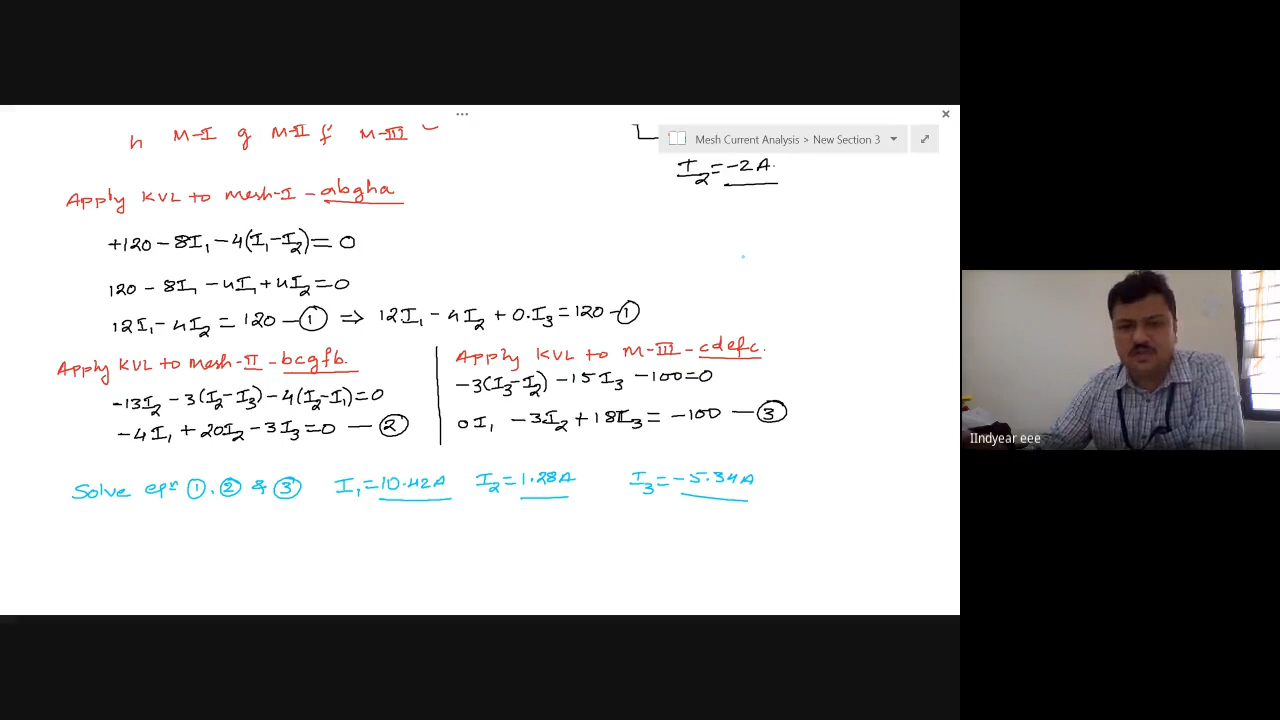 h M-I g M-II f M-III
Mesh Current Analysis > New Section 3
I₂ = -2A.
Apply KVL to mesh-I - abgha
+120 - 8I₁ - 4(I₁ - I₂) = 0
120 - 8I₁ - 4I₁ + 4I₂ = 0
12I₁ - 4I₂ = 120 - ① ⇒ 12I₁ - 4I₂ + 0.I₃ = 120 - ①
Apply KVL to mesh-II - bcgfb.
-13I₂ - 3(I₂ - I₃) - 4(I₂ - I₁) = 0
-4I₁ + 20I₂ - 3I₃ = 0 - ②
Apply KVL to M-III - cdefc.
-3(I₃ - I₂) - 15I₃ - 100 = 0
0I₁ - 3I₂ + 18I₃ = -100 - ③
Solve eqⁿ ①, ② & ③ I₁ = 10.42A I₂ = 1.28A I₃ = -5.34A
IIndyear eee